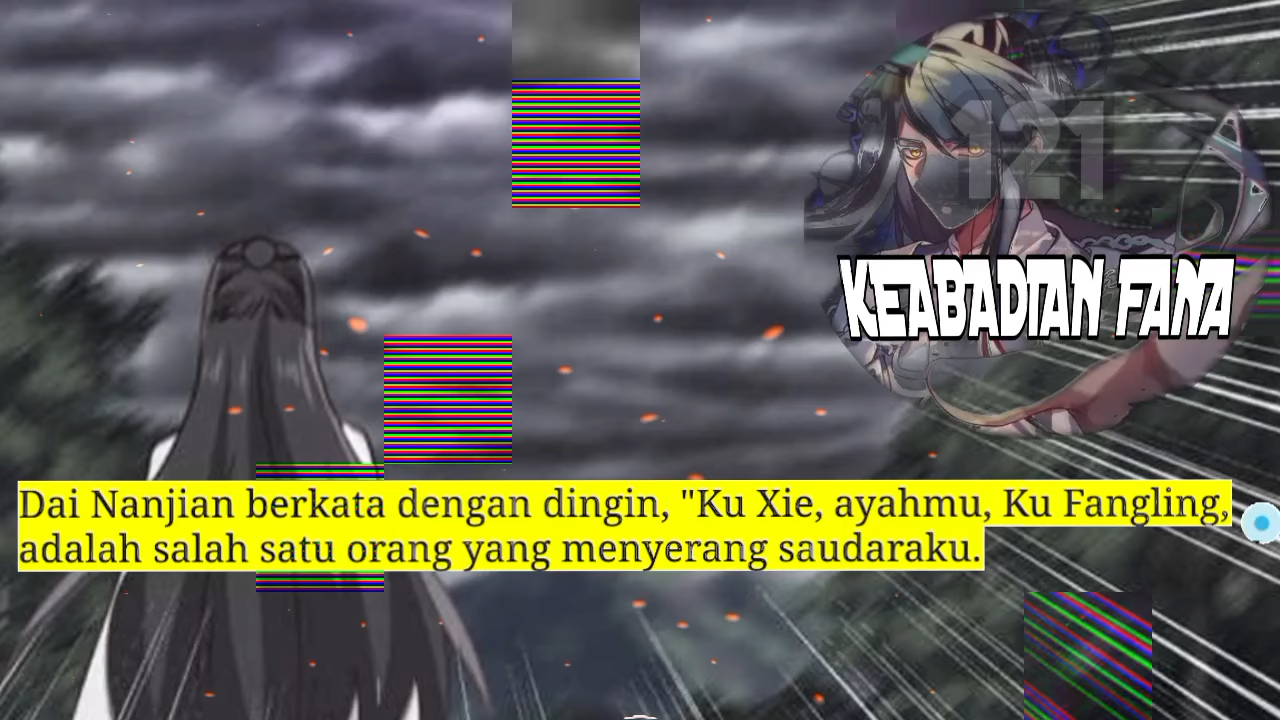 121
KEABADIAN FANA
Dai Nanjian berkata dengan dingin, "Ku Xie, ayahmu, Ku Fangling,
adalah salah satu orang yang menyerang saudaraku.